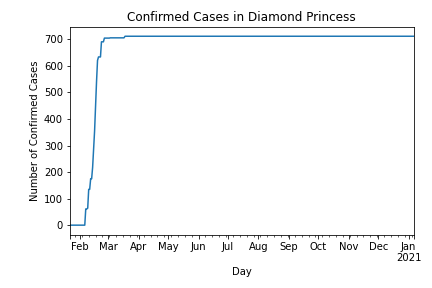 Confirmed Cases in Diamond Princess
700
600
500
400
300
200
100
0
Number of Confirmed Cases
Feb Mar Apr May Jun Jul Aug Sep Oct Nov Dec Jan
2021
Day